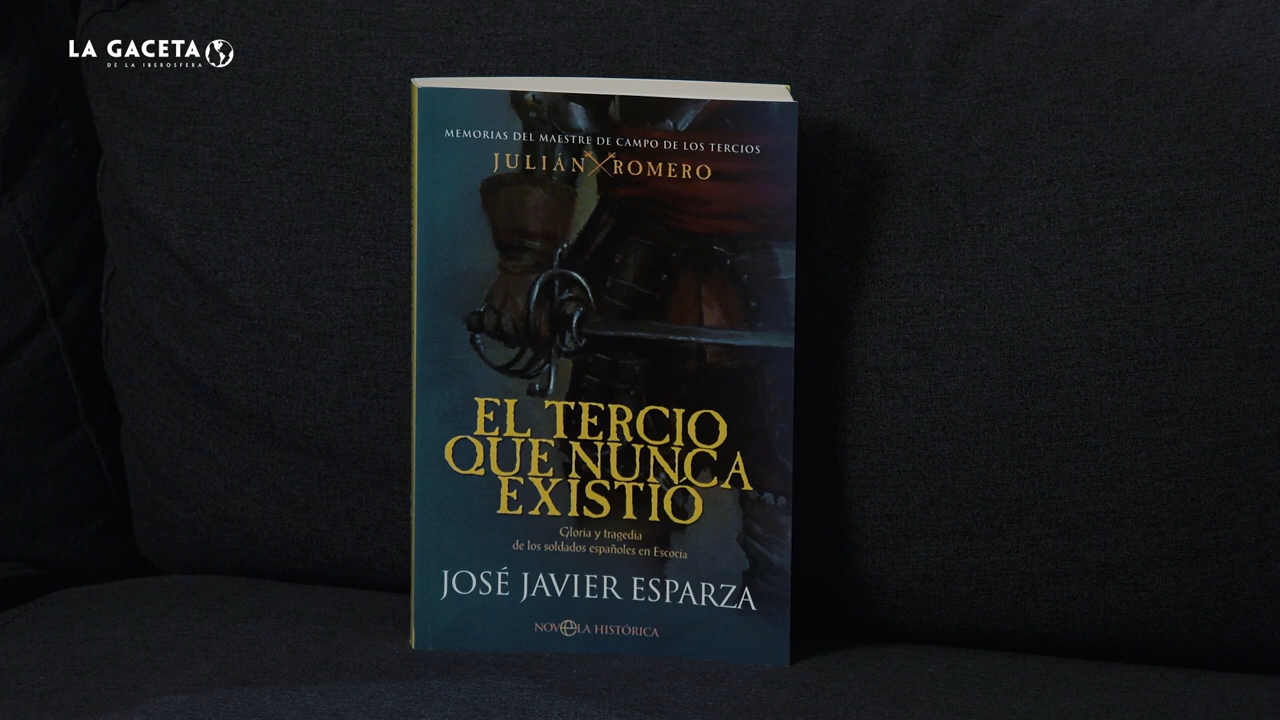 LA GACETA
DE LA IBEROSFERA
MEMORIAS DEL MAESTRE DE CAMPO DE LOS TERCIOS
JULIÁN ROMERO
EL TERCIO
QUE NUNCA
EXISTIÓ
Gloria y tragedia
de los soldados españoles en Escocia
JOSÉ JAVIER ESPARZA
NOVELA HISTÓRICA